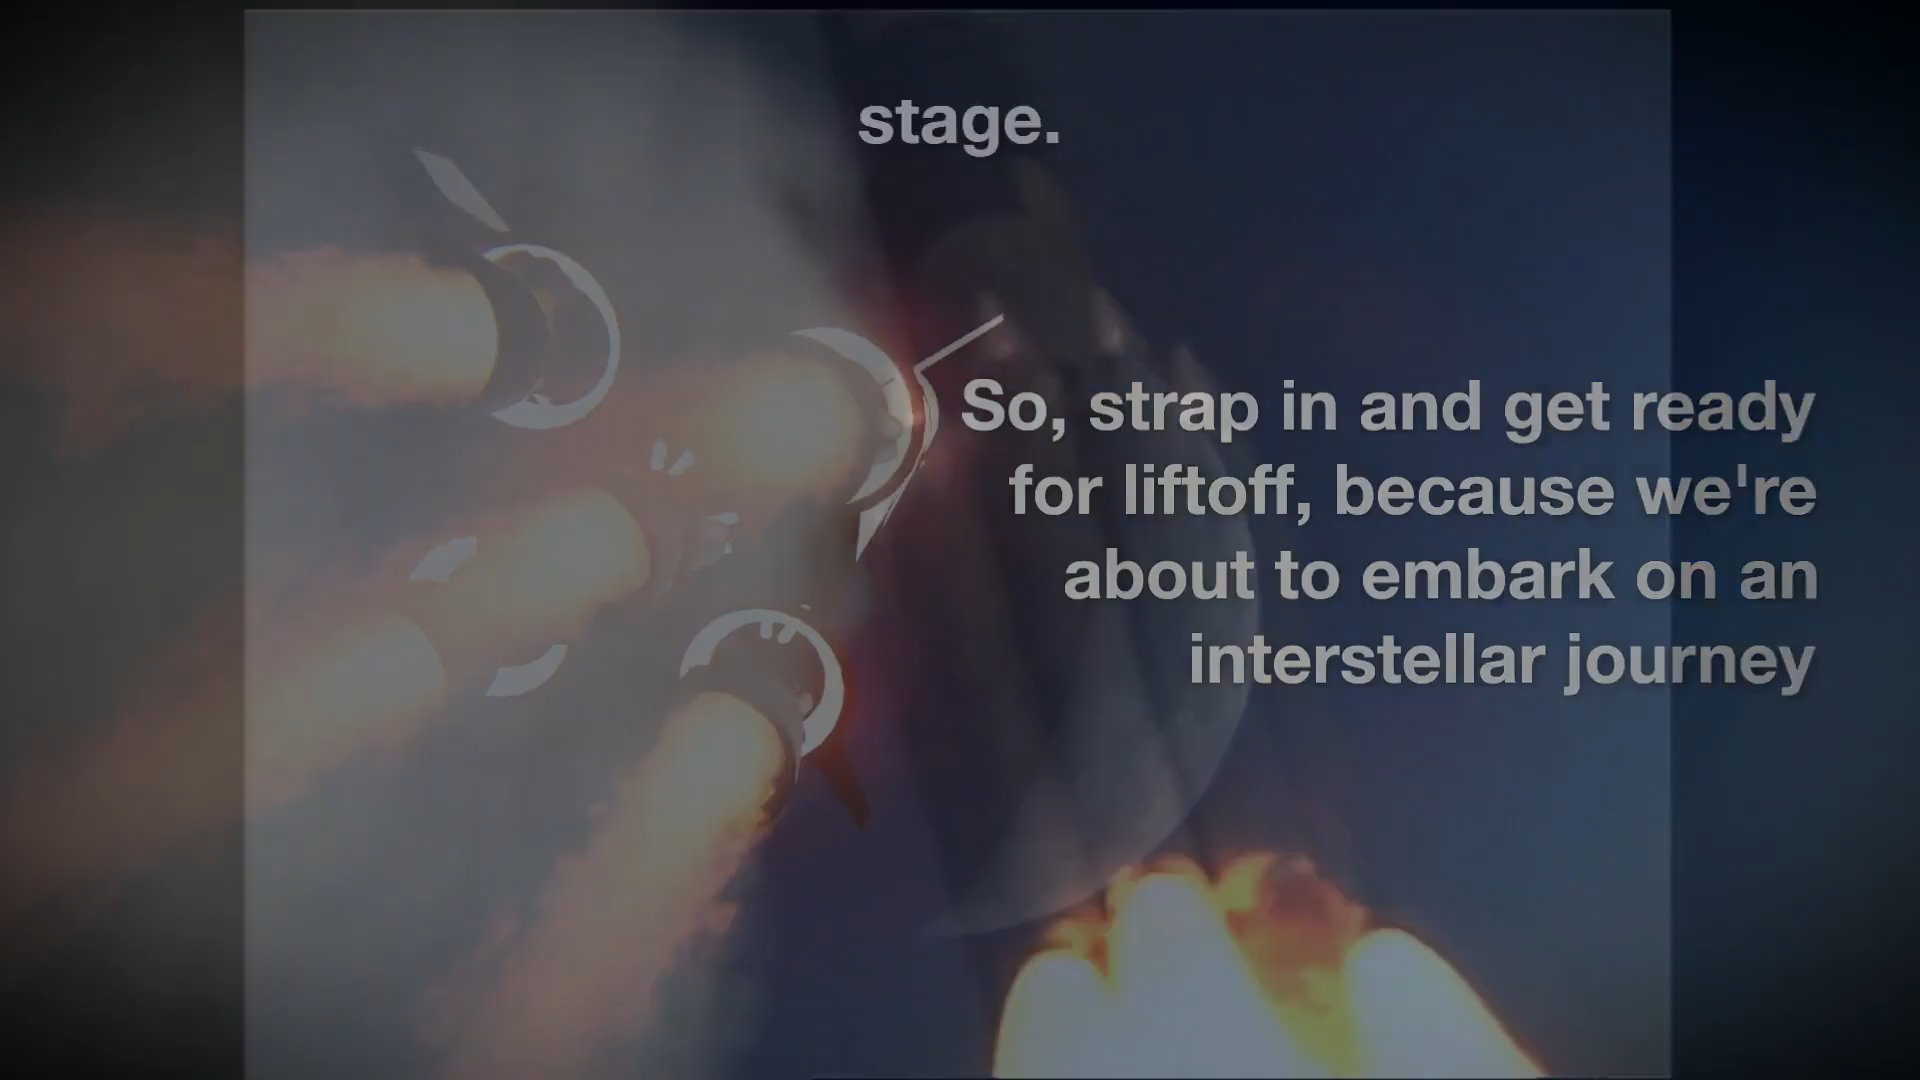 stage.
So, strap in and get ready
for liftoff, because we're
about to embark on an
interstellar journey